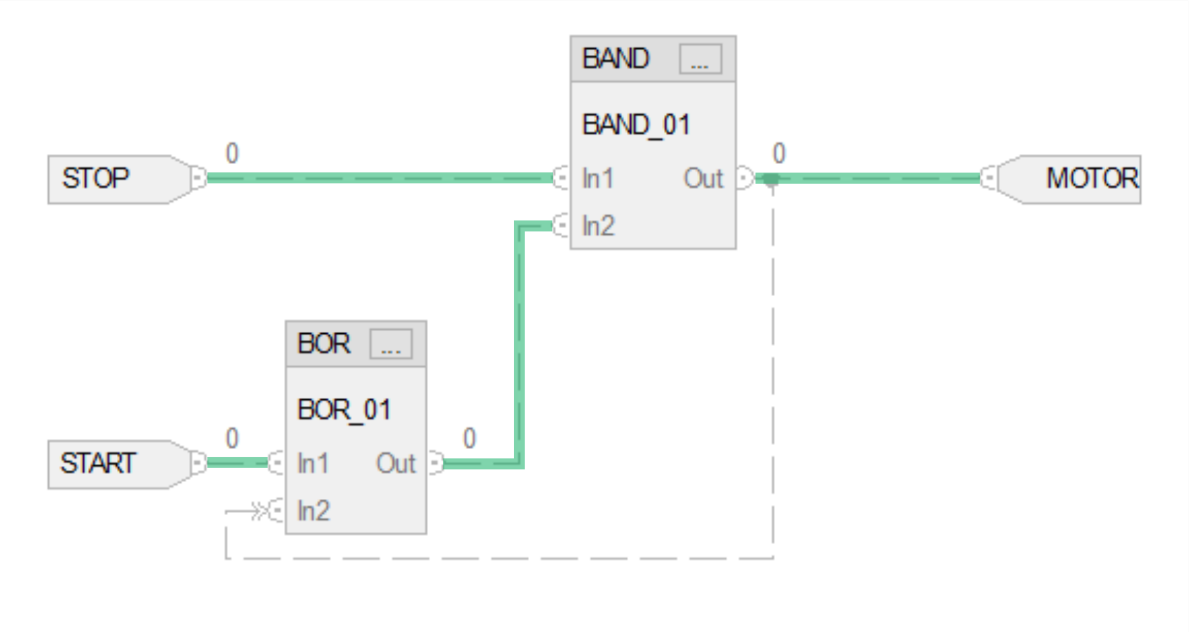 BAND ...
BAND_01
0
0
STOP
In1 Out
MOTOR
In2
BOR ...
BOR_01
0
0
START
In1 Out
In2